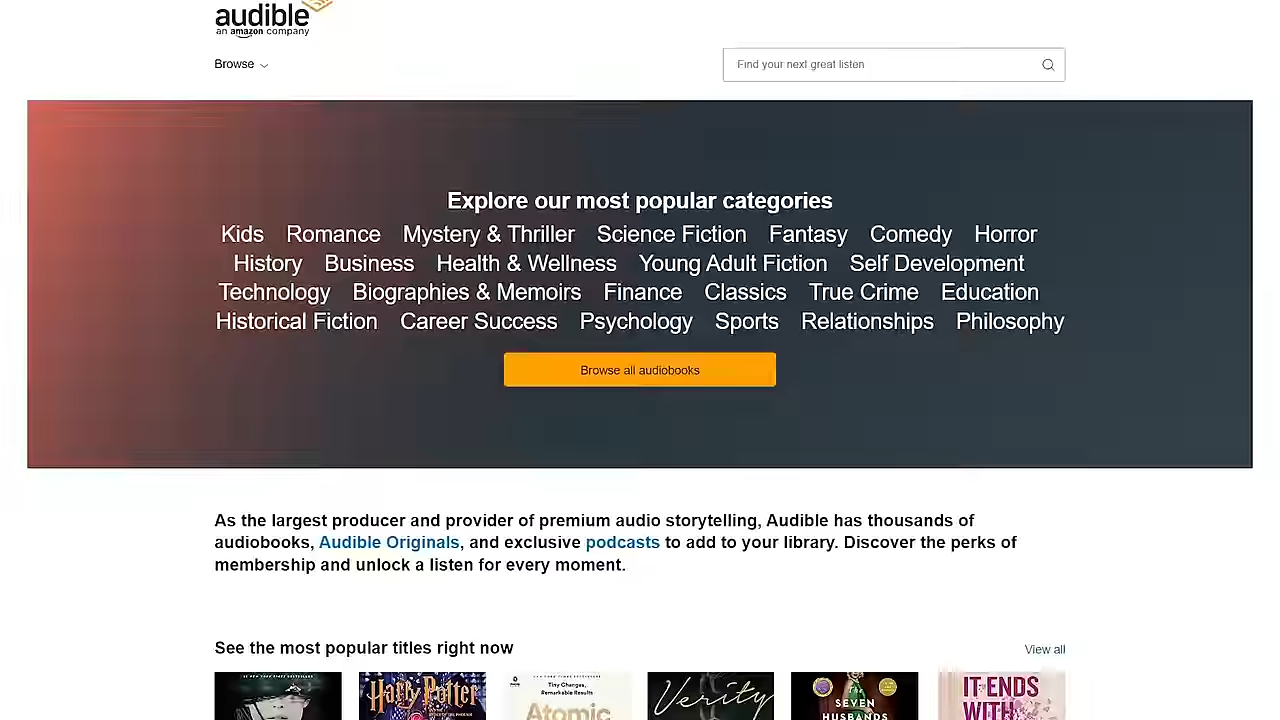 audible
an amazon company
Browse
Find your next great listen
Explore our most popular categories
Kids Romance Mystery & Thriller Science Fiction Fantasy Comedy Horror
History Business Health & Wellness Young Adult Fiction Self Development
Technology Biographies & Memoirs Finance Classics True Crime Education
Historical Fiction Career Success Psychology Sports Relationships Philosophy
Browse all audiobooks
As the largest producer and provider of premium audio storytelling, Audible has thousands of
audiobooks, Audible Originals, and exclusive podcasts to add to your library. Discover the perks of
membership and unlock a listen for every moment.
See the most popular titles right now
View all
Harry Potter
Tiny Changes,
Remarkable Results
Atomic
Verity
SEVEN
HUSBANDS
IT ENDS
WITH